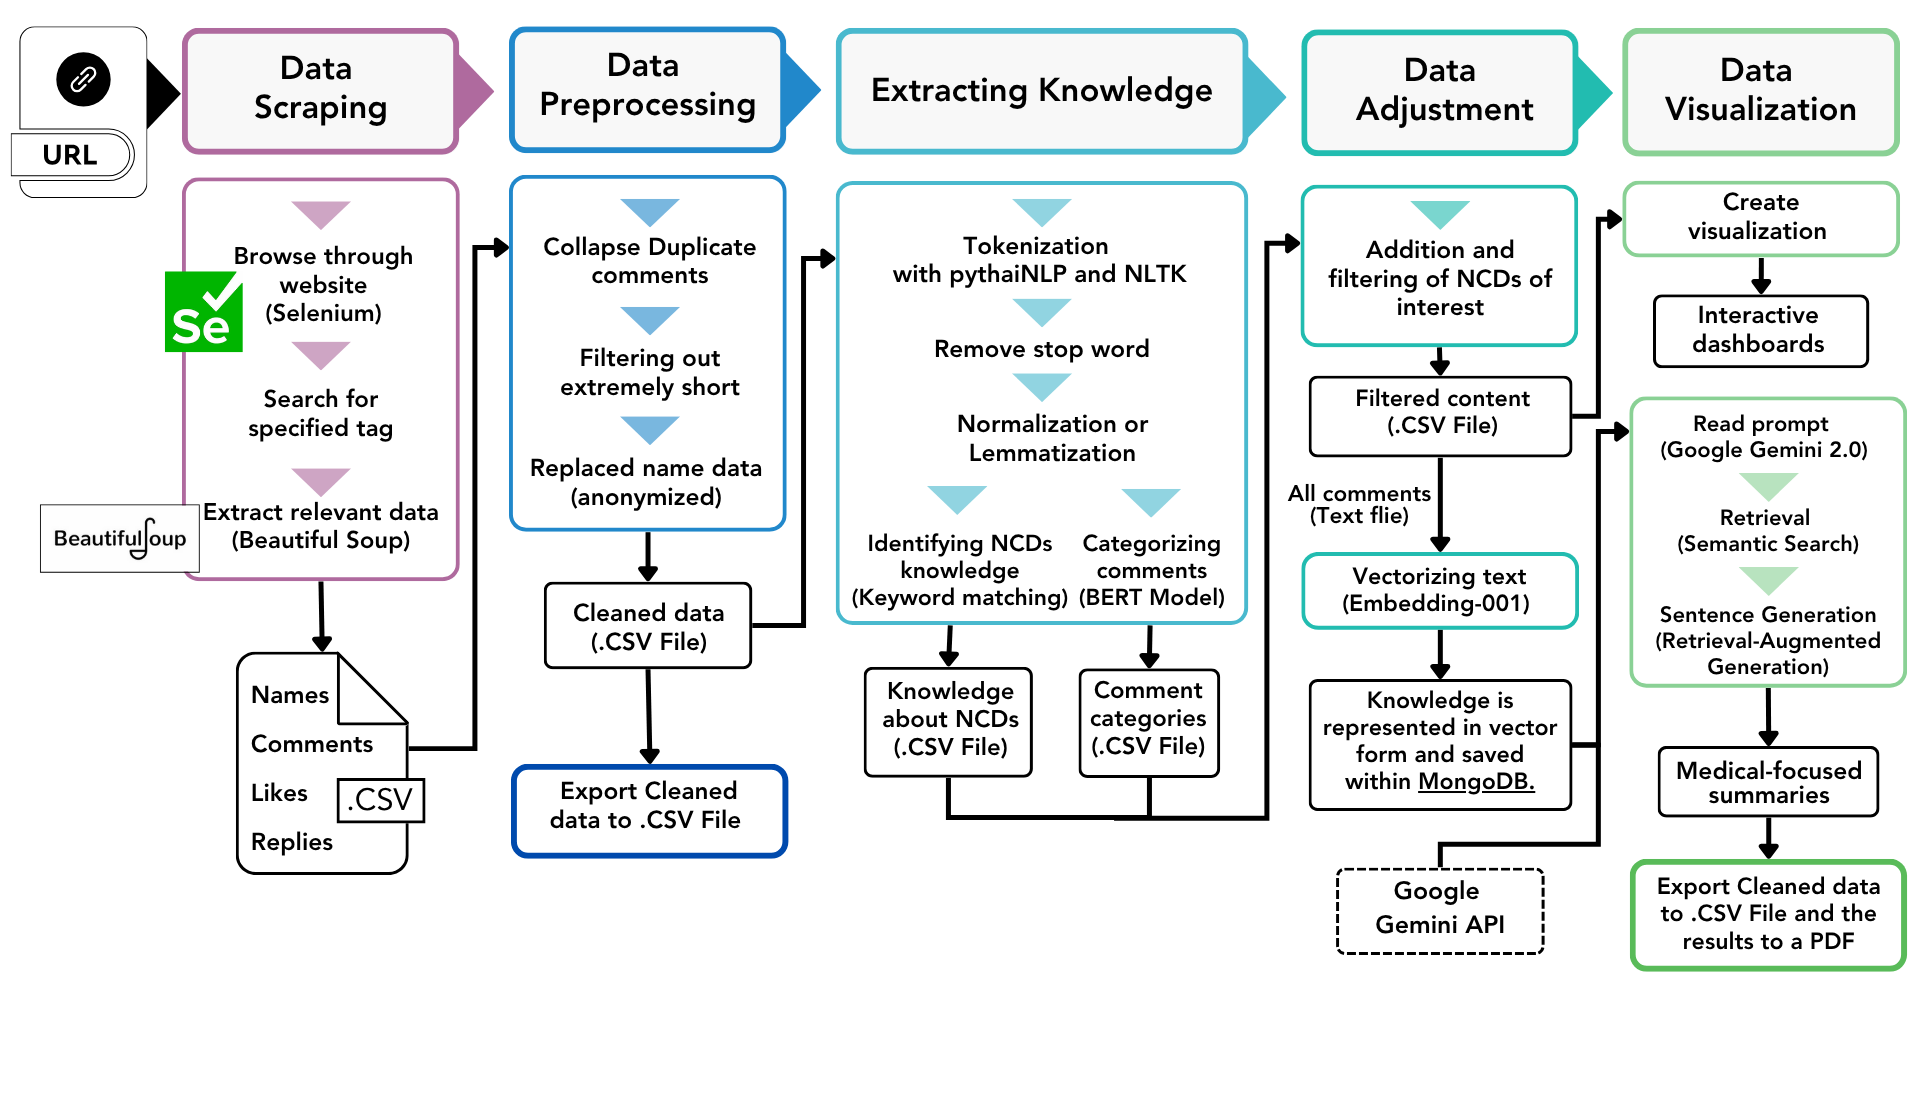 URL
Data
Scraping
Browse through
website
(Selenium)
Se
Search for
specified tag
BeautifulSoup
Extract relevant data
(Beautiful Soup)
Names
Comments
Likes
.CSV
Replies
Data
Preprocessing
Collapse Duplicate
comments
Filtering out
extremely short
Replaced name data
(anonymized)
Cleaned data
(.CSV File)
Export Cleaned
data to .CSV File
Extracting Knowledge
Tokenization
with pythaiNLP and NLTK
Remove stop word
Normalization or
Lemmatization
Identifying NCDs
knowledge
(Keyword matching)
Categorizing
comments
(BERT Model)
Knowledge
about NCDs
(.CSV File)
Comment
categories
(.CSV File)
Data
Adjustment
Addition and
filtering of NCDs of
interest
Filtered content
(.CSV File)
All comments
(Text flie)
Vectorizing text
(Embedding-001)
Knowledge is
represented in vector
form and saved
within MongoDB.
Google
Gemini API
Data
Visualization
Create
visualization
Interactive
dashboards
Read prompt
(Google Gemini 2.0)
Retrieval
(Semantic Search)
Sentence Generation
(Retrieval-Augmented
Generation)
Medical-focused
summaries
Export Cleaned data
to .CSV File and the
results to a PDF